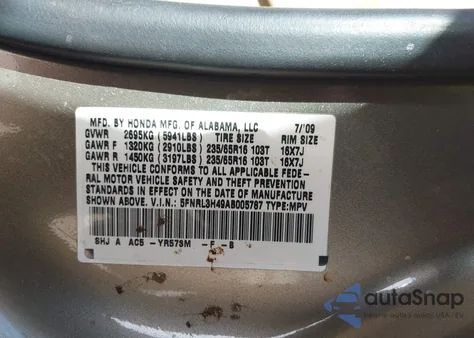 MFD. BY HONDA MFG. OF ALABAMA, LLC 7/'09
GVWR 2695KG (5941LBS) TIRE SIZE RIM SIZE
GAWR F 1320KG (2910LBS) 235/65R16 103T 16X7J
GAWR R 1450KG (3197LBS) 235/65R16 103T 16X7J
THIS VEHICLE CONFORMS TO ALL APPLICABLE FEDE-
RAL MOTOR VEHICLE SAFETY AND THEFT PREVENTION
STANDARDS IN EFFECT ON THE DATE OF MANUFACTURE
SHOWN ABOVE. V.I.N.: 5FNRL3H49AB005787 TYPE:MPV
SHJ A AC5 -YR573M -F -B
autoSnap